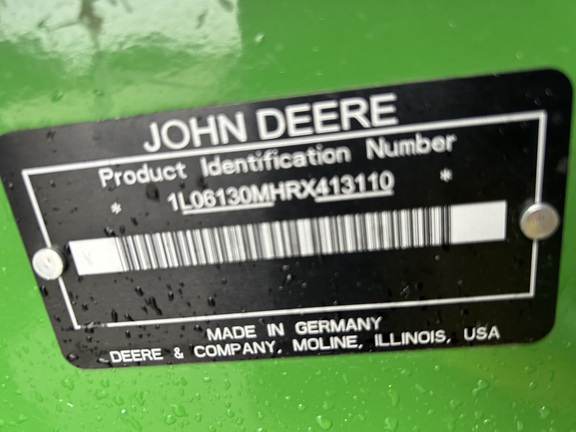 JOHN DEERE
Product Identification Number
* 1L06130MHRX413110 *
MADE IN GERMANY
DEERE & COMPANY, MOLINE, ILLINOIS, USA